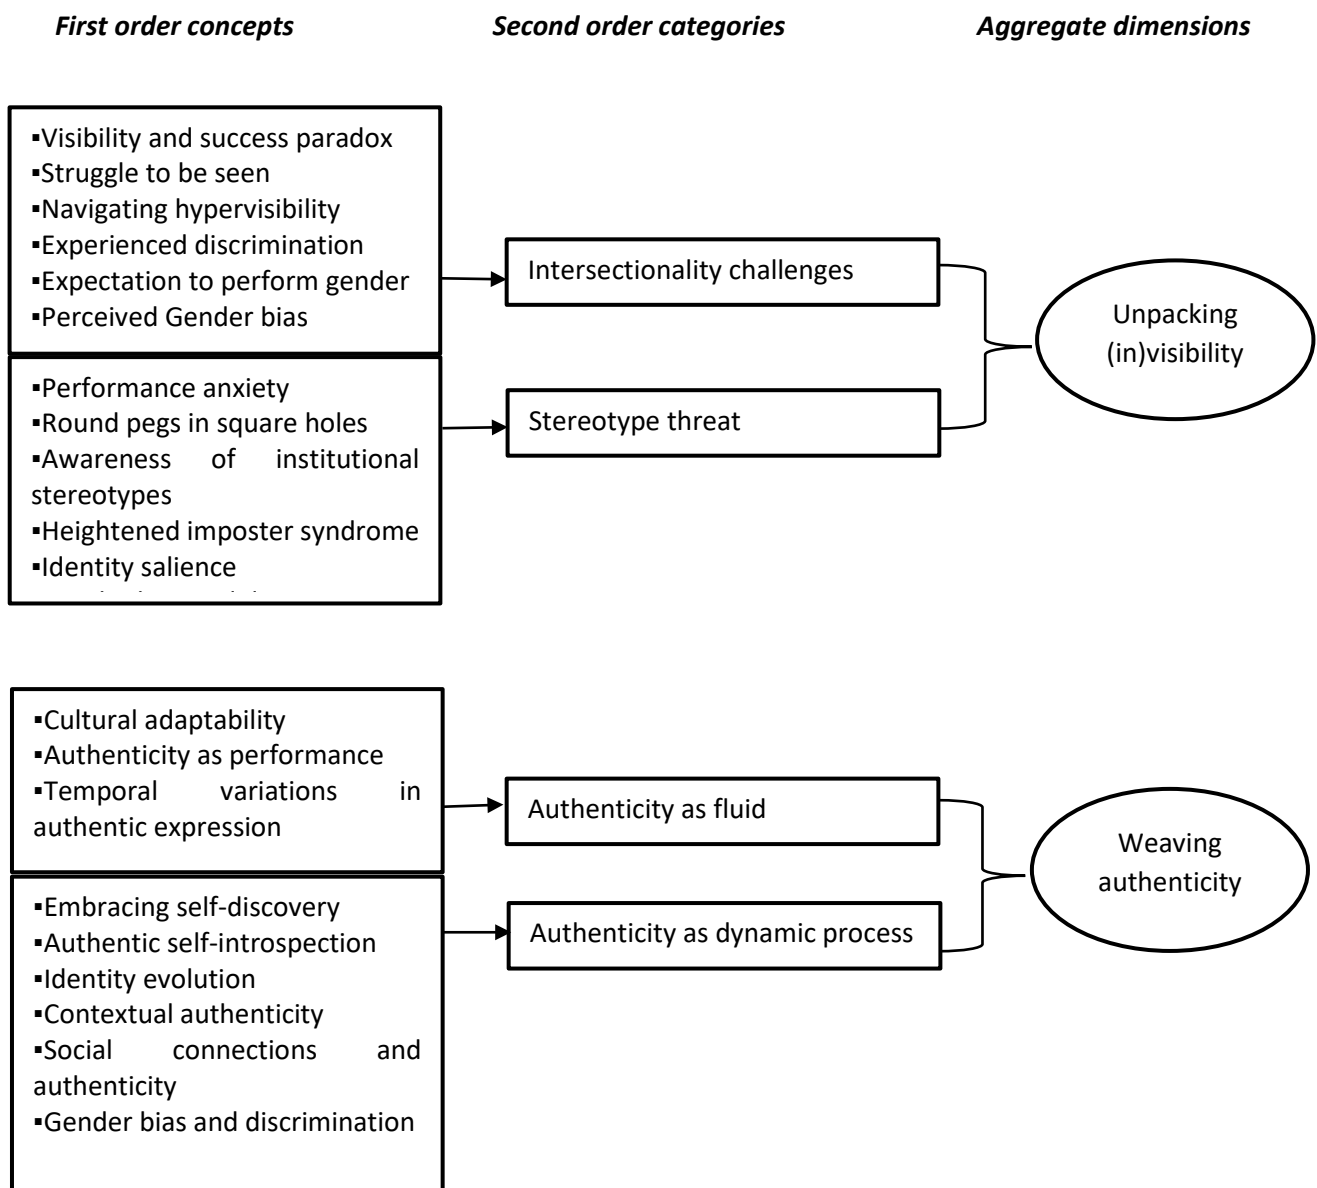 First order concepts Second order categories Aggregate dimensions
▪Visibility and success paradox
▪Struggle to be seen
▪Navigating hypervisibility
▪Experienced discrimination
▪Expectation to perform gender
▪Perceived Gender bias
Intersectionality challenges
▪Performance anxiety
▪Round pegs in square holes
▪Awareness of institutional
stereotypes
▪Heightened imposter syndrome
▪Identity salience
Stereotype threat
Unpacking
(in)visibility
▪Cultural adaptability
▪Authenticity as performance
▪Temporal variations in
authentic expression
Authenticity as fluid
▪Embracing self-discovery
▪Authentic self-introspection
▪Identity evolution
▪Contextual authenticity
▪Social connections and
authenticity
▪Gender bias and discrimination
Authenticity as dynamic process
Weaving
authenticity